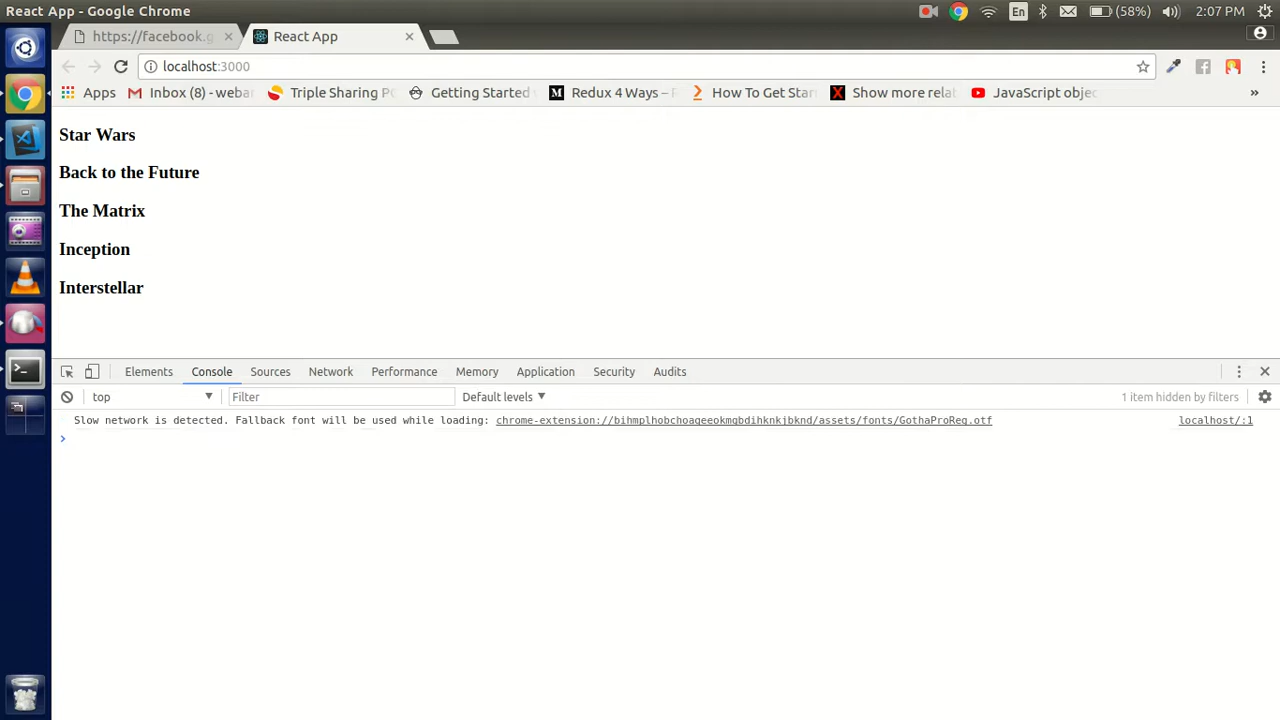 React App - Google Chrome
En (58%) 2:07 PM
https://facebook.g React App
localhost:3000
Apps Inbox (8) - webar Triple Sharing PG Getting Started Redux 4 Ways – How To Get Star Show more rela JavaScript objec »
Star Wars
Back to the Future
The Matrix
Inception
Interstellar
Elements Console Sources Network Performance Memory Application Security Audits
top Filter Default levels 1 item hidden by filters
Slow network is detected. Fallback font will be used while loading: chrome-extension://bihmplhobchoageeokmgbdihknkjbknd/assets/fonts/GothaProReg.otf localhost/:1